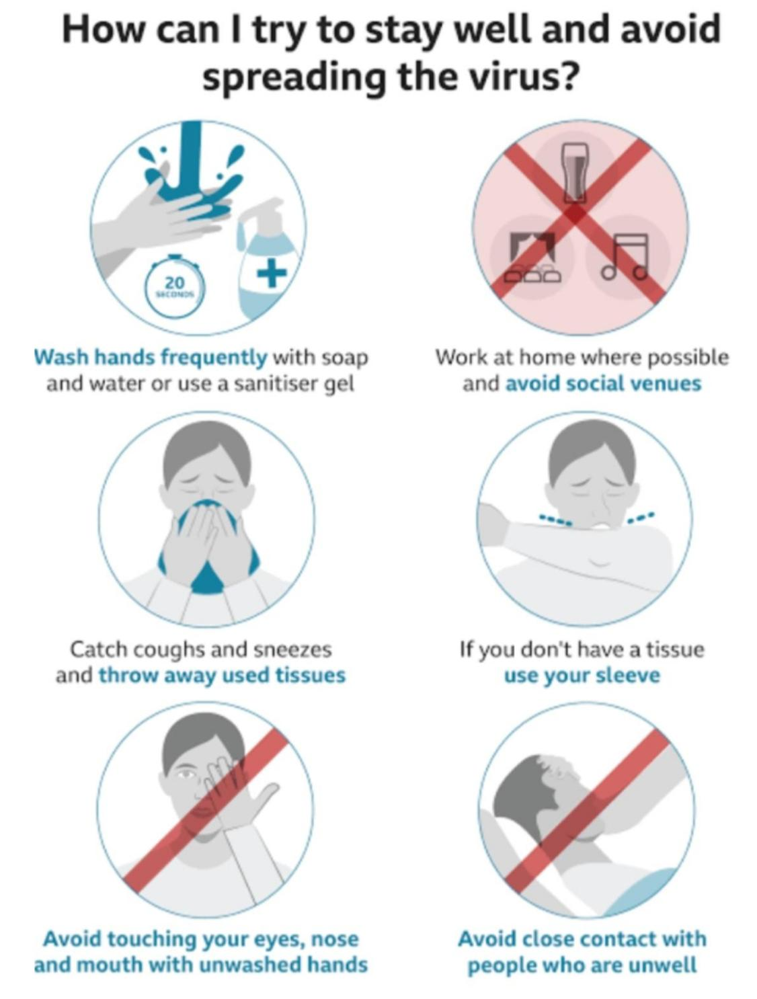 How can I try to stay well and avoid
spreading the virus?
20
SECONDS
Wash hands frequently with soap
and water or use a sanitiser gel
Work at home where possible
and avoid social venues
Catch coughs and sneezes
and throw away used tissues
If you don't have a tissue
use your sleeve
Avoid touching your eyes, nose
and mouth with unwashed hands
Avoid close contact with
people who are unwell